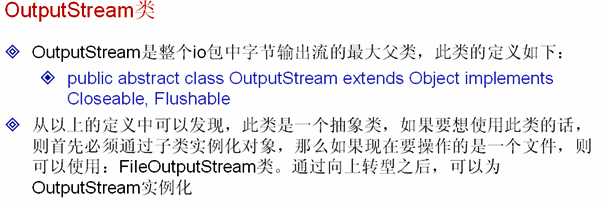 OutputStream类
OutputStream是整个io包中字节输出流的最大父类，此类的定义如下：
public abstract class OutputStream extends Object implements
Closeable, Flushable
从以上的定义中可以发现，此类是一个抽象类，如果要想使用此类的话，
则首先必须通过子类实例化对象，那么如果现在要操作的是一个文件，则
可以使用：FileOutputStream类。通过向上转型之后，可以为
OutputStream实例化